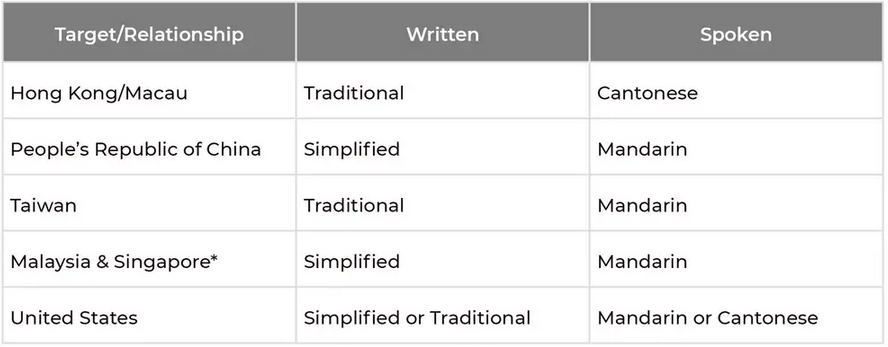 Target/Relationship Written Spoken
Hong Kong/Macau Traditional Cantonese
People’s Republic of China Simplified Mandarin
Taiwan Traditional Mandarin
Malaysia & Singapore* Simplified Mandarin
United States Simplified or Traditional Mandarin or Cantonese